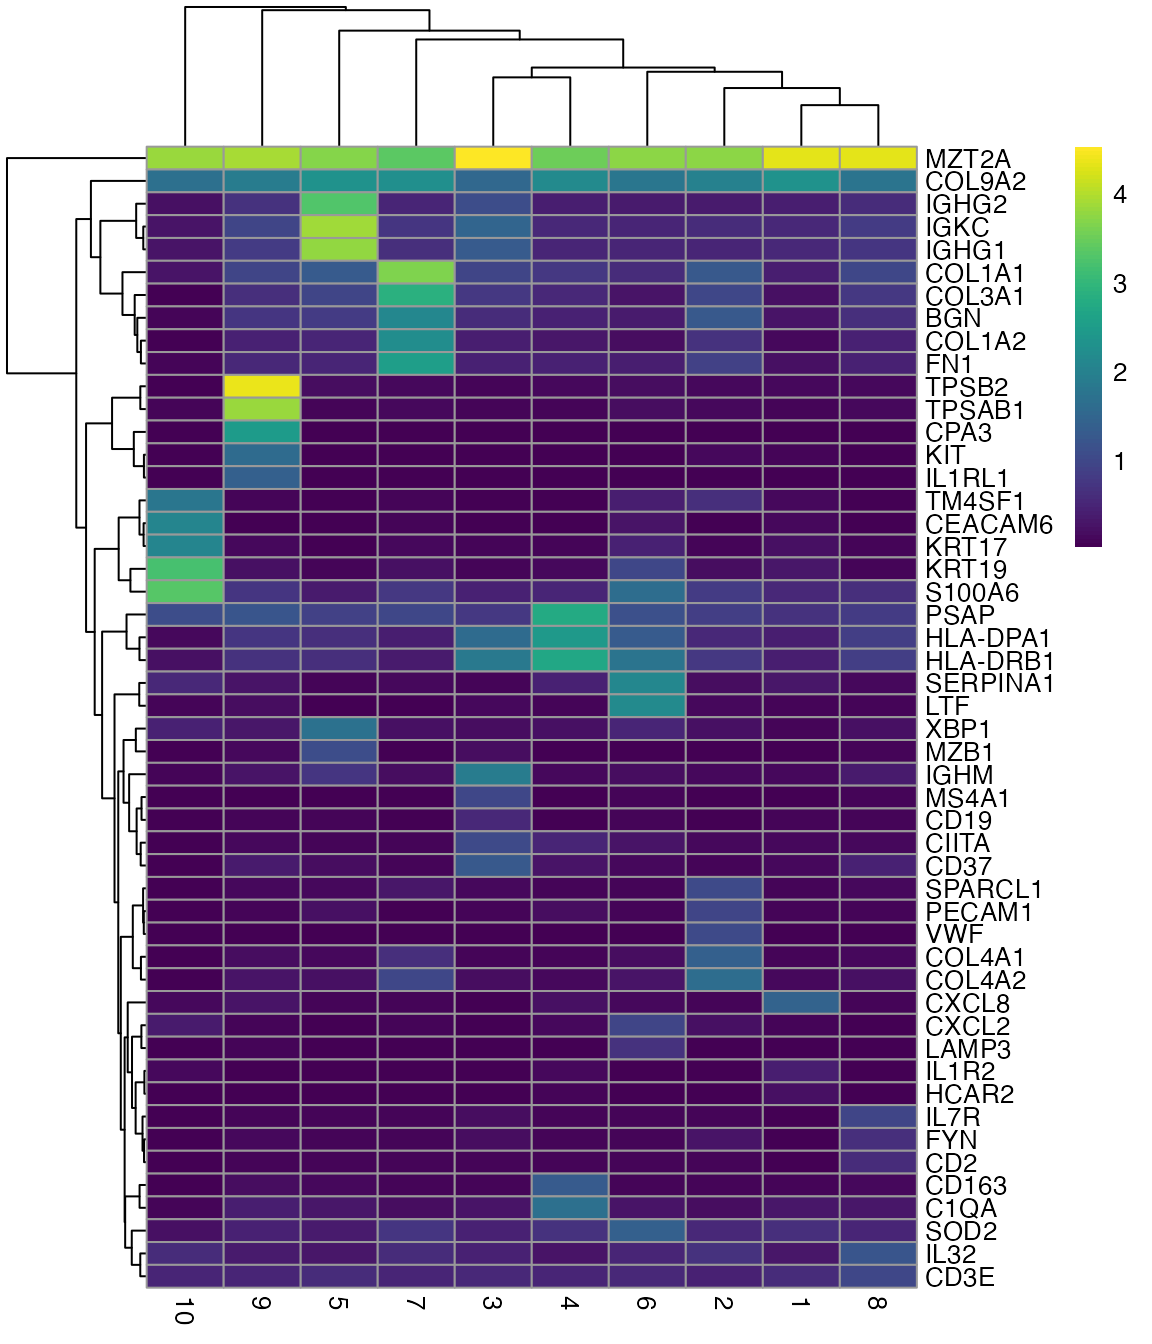 MZT2A
COL9A2
IGHG2
IGKC
IGHG1
COL1A1
COL3A1
BGN
COL1A2
FN1
TPSB2
TPSAB1
CPA3
KIT
IL1RL1
TM4SF1
CEACAM6
KRT17
KRT19
S100A6
PSAP
HLA-DPA1
HLA-DRB1
SERPINA1
LTF
XBP1
MZB1
IGHM
MS4A1
CD19
CIITA
CD37
SPARCL1
PECAM1
VWF
COL4A1
COL4A2
CXCL8
CXCL2
LAMP3
IL1R2
HCAR2
IL7R
FYN
CD2
CD163
C1QA
SOD2
IL32
CD3E
4
3
2
1
10 9 5 7 3 4 6 2 1 8